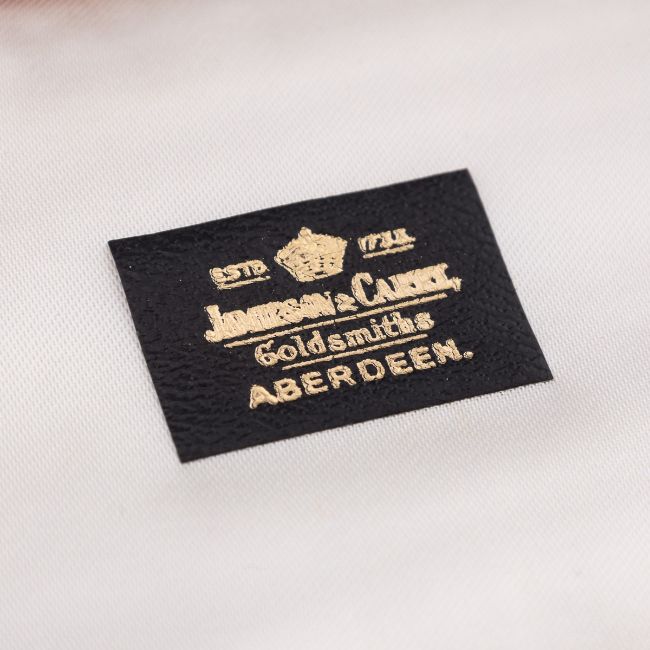 ESTD 1733
JAMIESON & CARRY,
Goldsmiths
ABERDEEN.